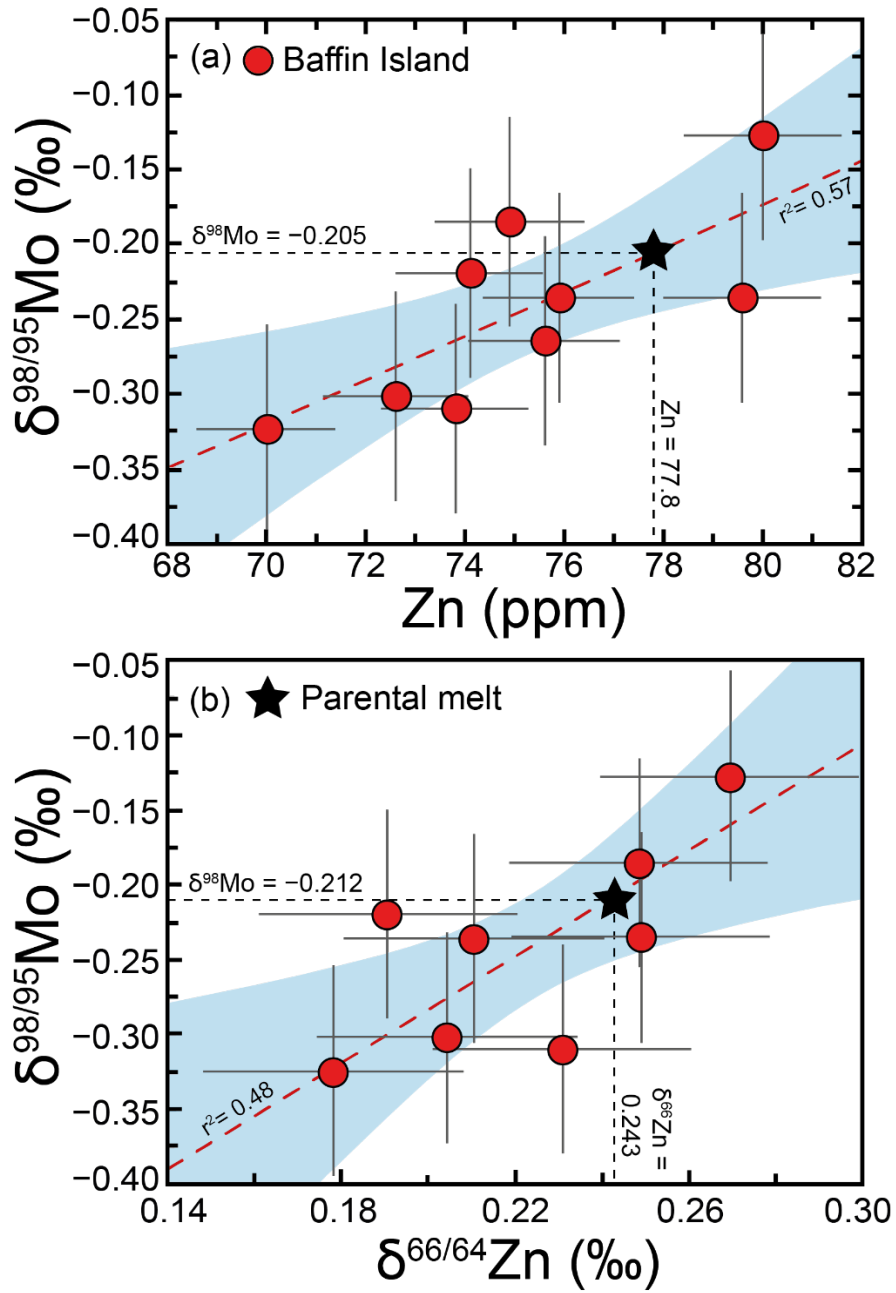 (a) Baffin Island
δ98/95Mo (‰)
−0.05
−0.10
−0.15
−0.20
−0.25
−0.30
−0.35
−0.40
δ98Mo = −0.205
r2= 0.57
Zn = 77.8
68 70 72 74 76 78 80 82
Zn (ppm)
(b) Parental melt
δ98/95Mo (‰)
−0.05
−0.10
−0.15
−0.20
−0.25
−0.30
−0.35
−0.40
δ98Mo = −0.212
r2= 0.48
δ66Zn =
0.243
0.14 0.18 0.22 0.26 0.30
δ66/64Zn (‰)